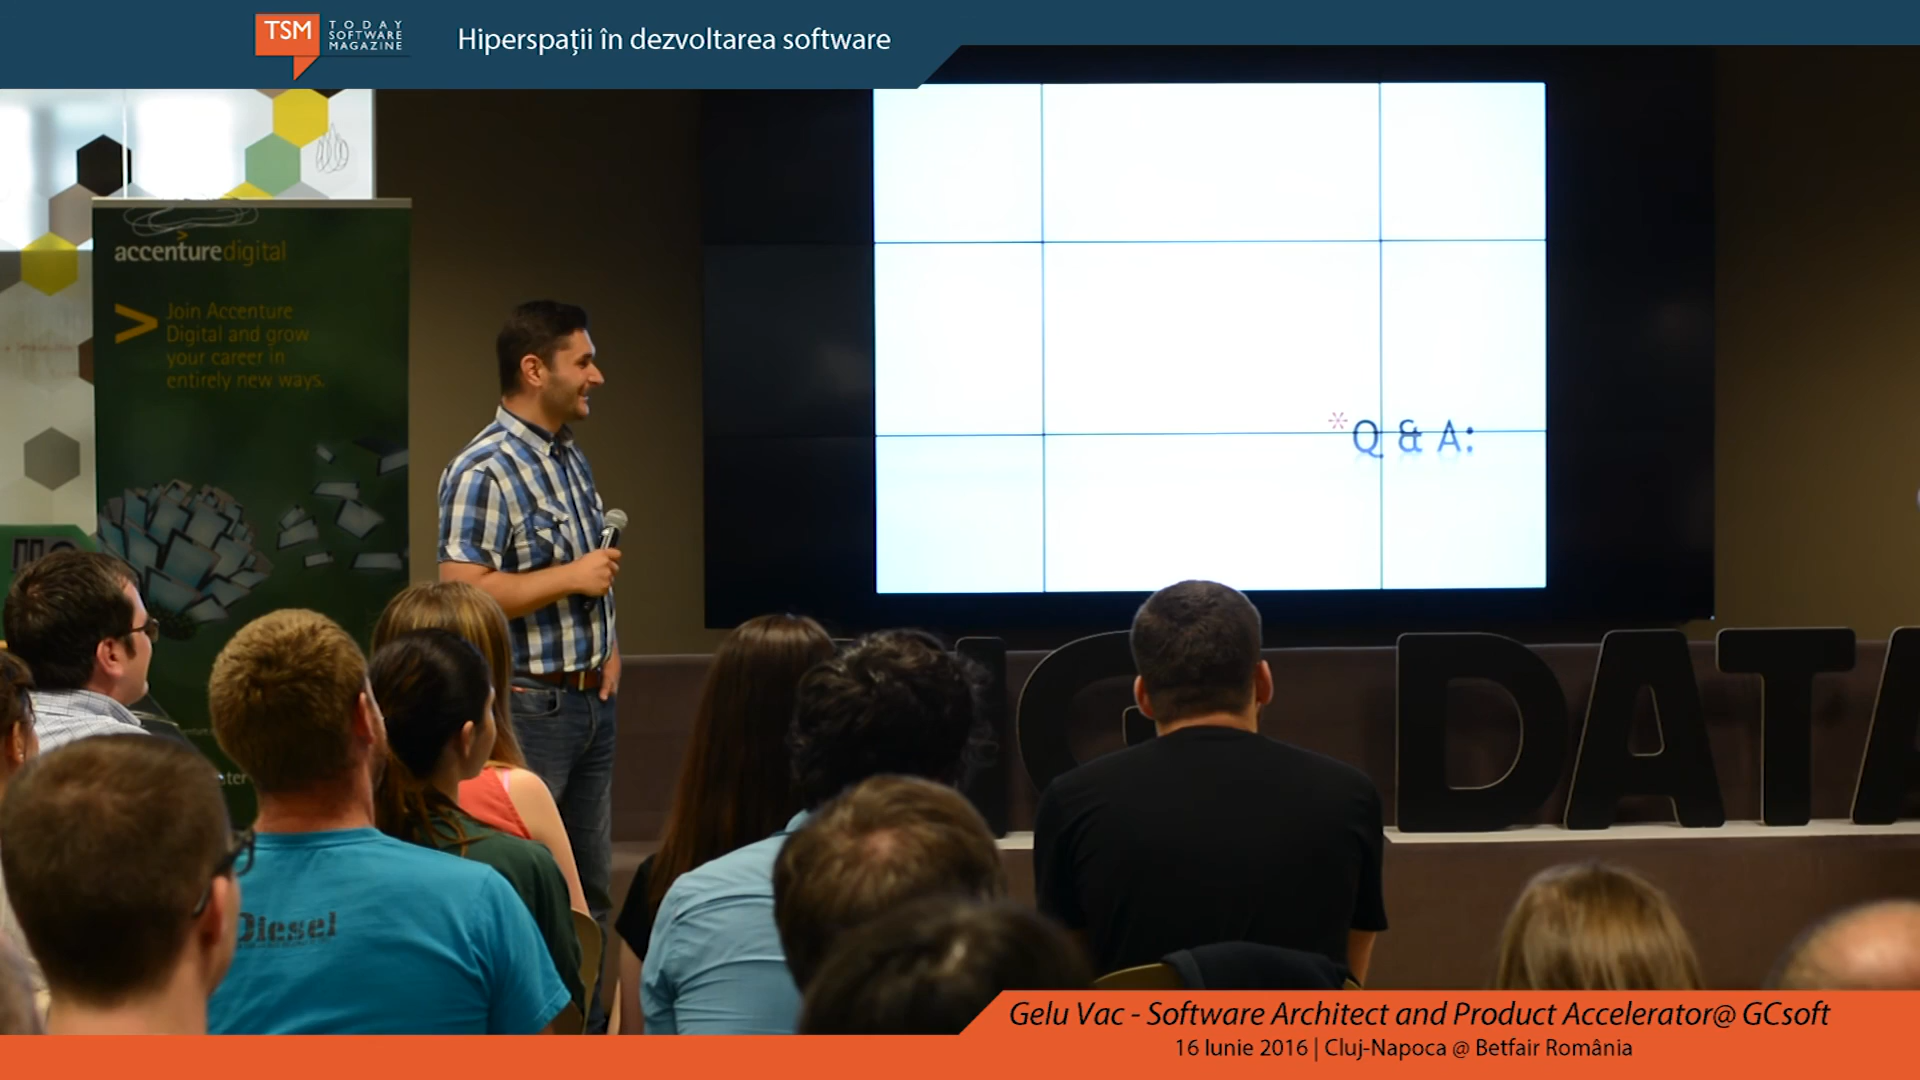 TSM
TODAY
SOFTWARE
MAGAZINE
Hiperspații în dezvoltarea software
accenturedigital
Join Accenture
Digital and grow
your career in
entirely new ways.
*Q & A:
DATA
Diesel
Gelu Vac - Software Architect and Product Accelerator@ GCsoft
16 Iunie 2016 | Cluj-Napoca @ Betfair România